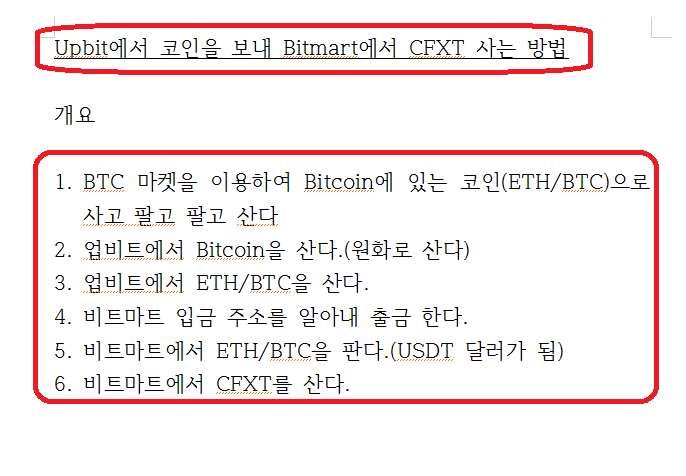 Upbit에서 코인을 보내 Bitmart에서 CFXT 사는 방법
개요
1. BTC 마켓을 이용하여 Bitcoin에 있는 코인(ETH/BTC)으로
사고 팔고 팔고 산다
2. 업비트에서 Bitcoin을 산다.(원화로 산다)
3. 업비트에서 ETH/BTC을 산다.
4. 비트마트 입금 주소를 알아내 출금 한다.
5. 비트마트에서 ETH/BTC을 판다.(USDT 달러가 됨)
6. 비트마트에서 CFXT를 산다.